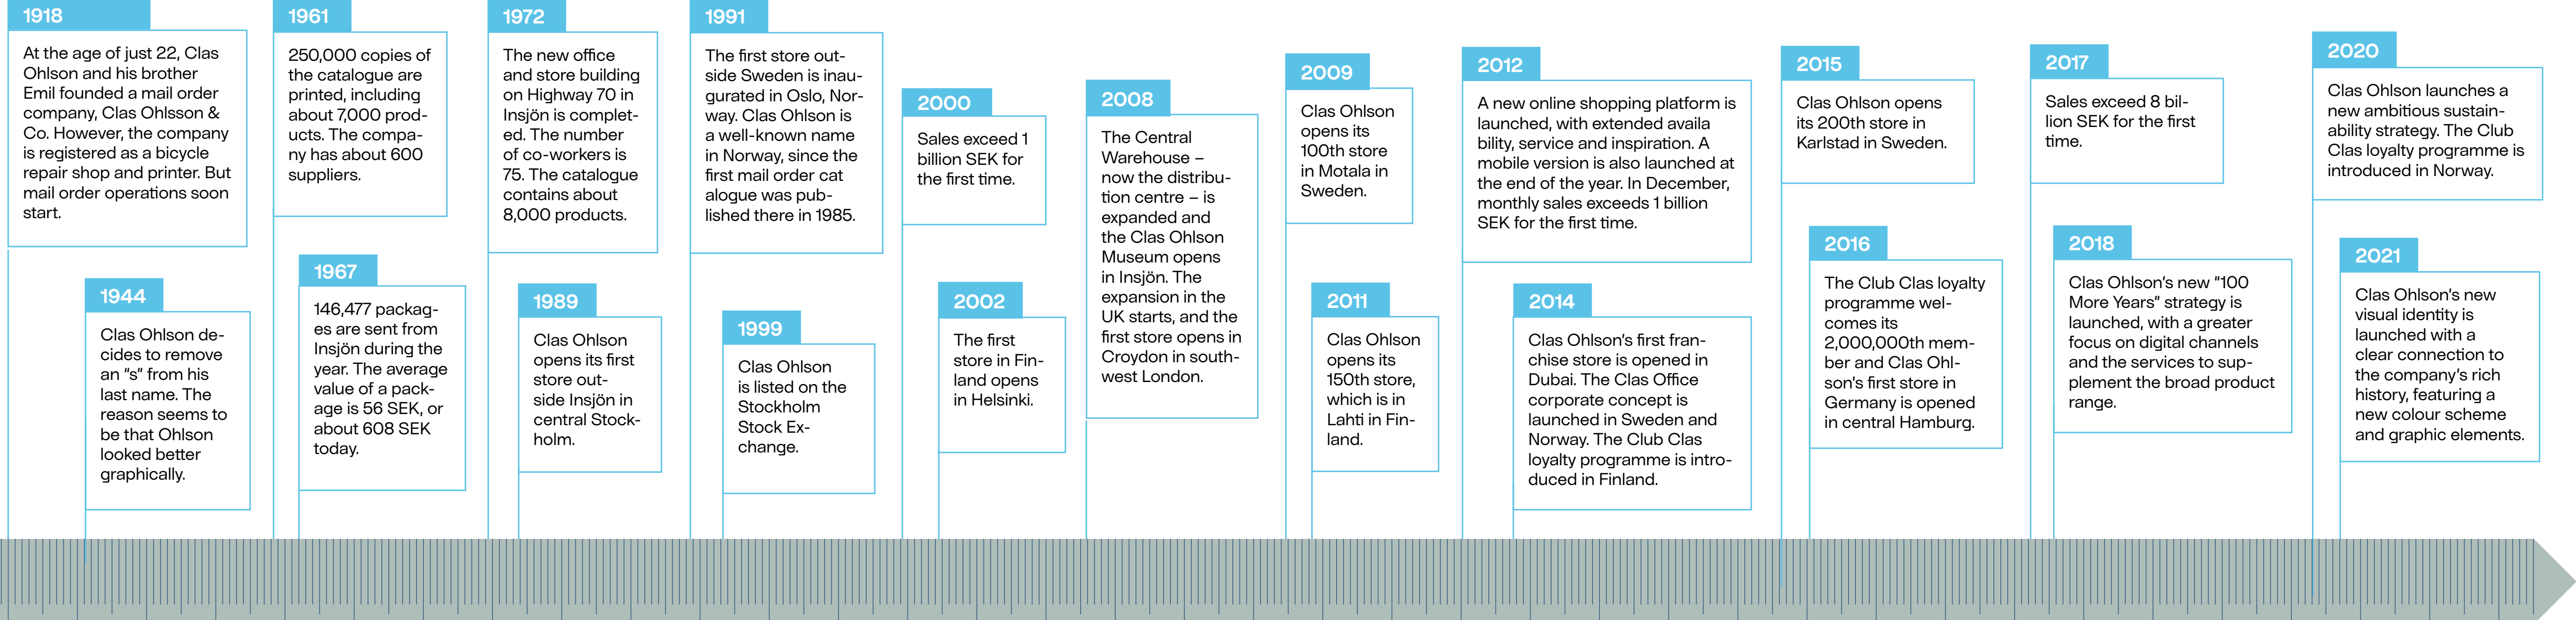 1918
At the age of just 22, Clas
Ohlson and his brother
Emil founded a mail order
company, Clas Ohlsson &
Co. However, the company
is registered as a bicycle
repair shop and printer. But
mail order operations soon
start.
1944
Clas Ohlson de-
cides to remove
an “s” from his
last name. The
reason seems to
be that Ohlson
looked better
graphically.
1961
250,000 copies of
the catalogue are
printed, including
about 7,000 prod-
ucts. The compa-
ny has about 600
suppliers.
1967
146,477 packag-
es are sent from
Insjön during the
year. The average
value of a pack-
age is 56 SEK, or
about 608 SEK
today.
1972
The new office
and store building
on Highway 70 in
Insjön is complet-
ed. The number
of co-workers is
75. The catalogue
contains about
8,000 products.
1989
Clas Ohlson
opens its first
store out-
side Insjön in
central Stock-
holm.
1991
The first store out-
side Sweden is inau-
gurated in Oslo, Nor-
way. Clas Ohlson is
a well-known name
in Norway, since the
first mail order cat
alogue was pub-
lished there in 1985.
1999
Clas Ohlson
is listed on the
Stockholm
Stock Ex-
change.
2000
Sales exceed 1
billion SEK for
the first time.
2002
The first
store in Fin-
land opens
in Helsinki.
2008
The Central
Warehouse –
now the distribu-
tion centre – is
expanded and
the Clas Ohlson
Museum opens
in Insjön. The
expansion in the
UK starts, and the
first store opens in
Croydon in south-
west London.
2009
Clas Ohlson
opens its
100th store
in Motala in
Sweden.
2011
Clas Ohlson
opens its
150th store,
which is in
Lahti in Fin-
land.
2012
A new online shopping platform is
launched, with extended availa
bility, service and inspiration. A
mobile version is also launched at
the end of the year. In December,
monthly sales exceeds 1 billion
SEK for the first time.
2014
Clas Ohlson’s first fran-
chise store is opened in
Dubai. The Clas Office
corporate concept is
launched in Sweden and
Norway. The Club Clas
loyalty programme is intro-
duced in Finland.
2015
Clas Ohlson opens
its 200th store in
Karlstad in Sweden.
2016
The Club Clas loyalty
programme wel-
comes its
2,000,000th mem-
ber and Clas Ohl-
son’s first store in
Germany is opened
in central Hamburg.
2017
Sales exceed 8 bil-
lion SEK for the first
time.
2018
Clas Ohlson’s new “100
More Years” strategy is
launched, with a greater
focus on digital channels
and the services to sup-
plement the broad product
range.
2020
Clas Ohlson launches a
new ambitious sustain-
ability strategy. The Club
Clas loyalty programme is
introduced in Norway.
2021
Clas Ohlson’s new
visual identity is
launched with a
clear connection to
the company’s rich
history, featuring a
new colour scheme
and graphic elements.